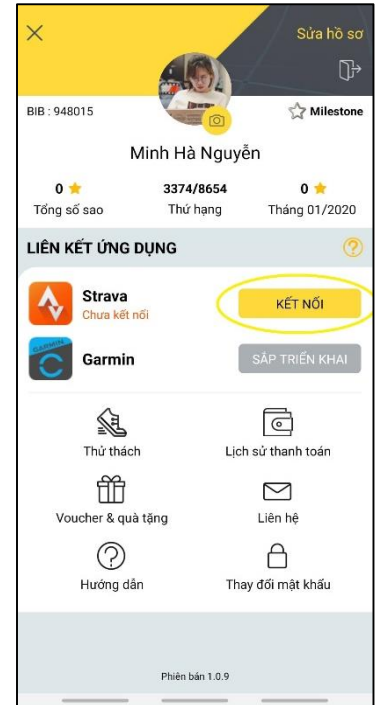 Sửa hồ sơ
BIB : 948015
Milestone
Minh Hà Nguyễn
0 3374/8654 0
Tổng số sao Thứ hạng Tháng 01/2020
LIÊN KẾT ỨNG DỤNG
Strava
Chưa kết nối
KẾT NỐI
GARMIN
Garmin
SẮP TRIỂN KHAI
Thử thách Lịch sử thanh toán
Voucher & quà tặng Liên hệ
Hướng dẫn Thay đổi mật khẩu
Phiên bản 1.0.9